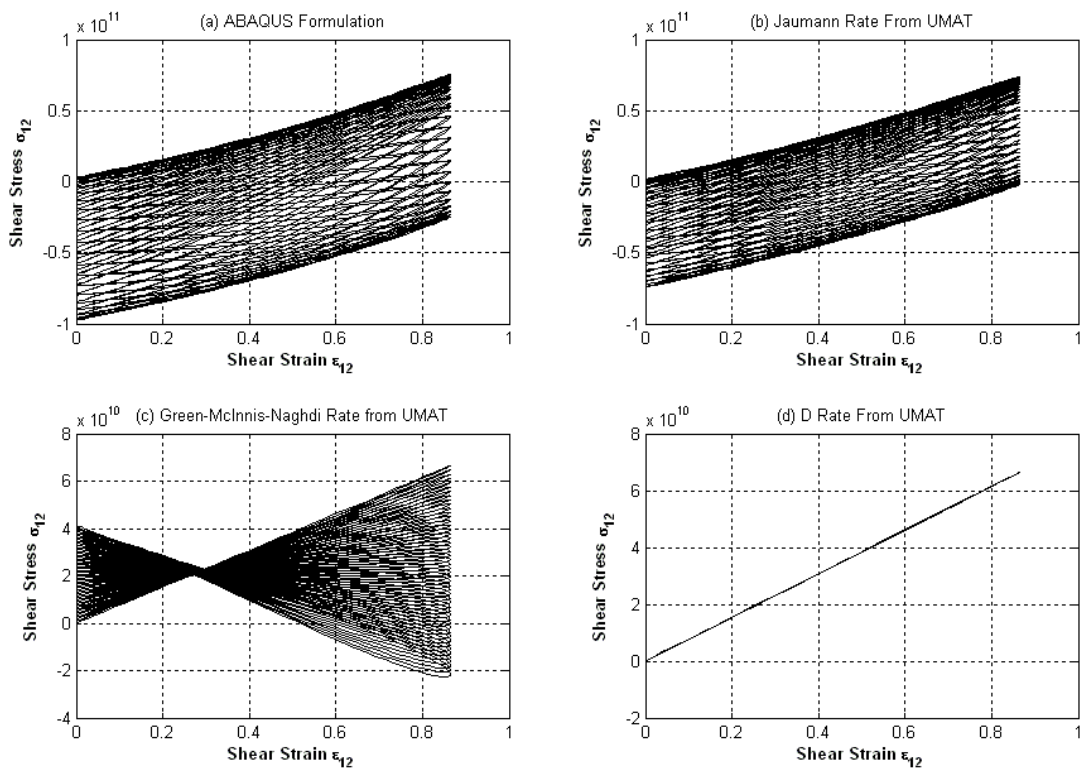 (a) ABAQUS Formulation
x 10^11
1
0.5
0
-0.5
-1
0 0.2 0.4 0.6 0.8 1
Shear Strain ε12
Shear Stress σ12
(b) Jaumann Rate From UMAT
x 10^11
1
0.5
0
-0.5
-1
0 0.2 0.4 0.6 0.8 1
Shear Strain ε12
Shear Stress σ12
(c) Green-McInnis-Naghdi Rate from UMAT
x 10^10
8
6
4
2
0
-2
-4
0 0.2 0.4 0.6 0.8 1
Shear Strain ε12
Shear Stress σ12
(d) D Rate From UMAT
x 10^10
8
6
4
2
0
-2
0 0.2 0.4 0.6 0.8 1
Shear Strain ε12
Shear Stress σ12